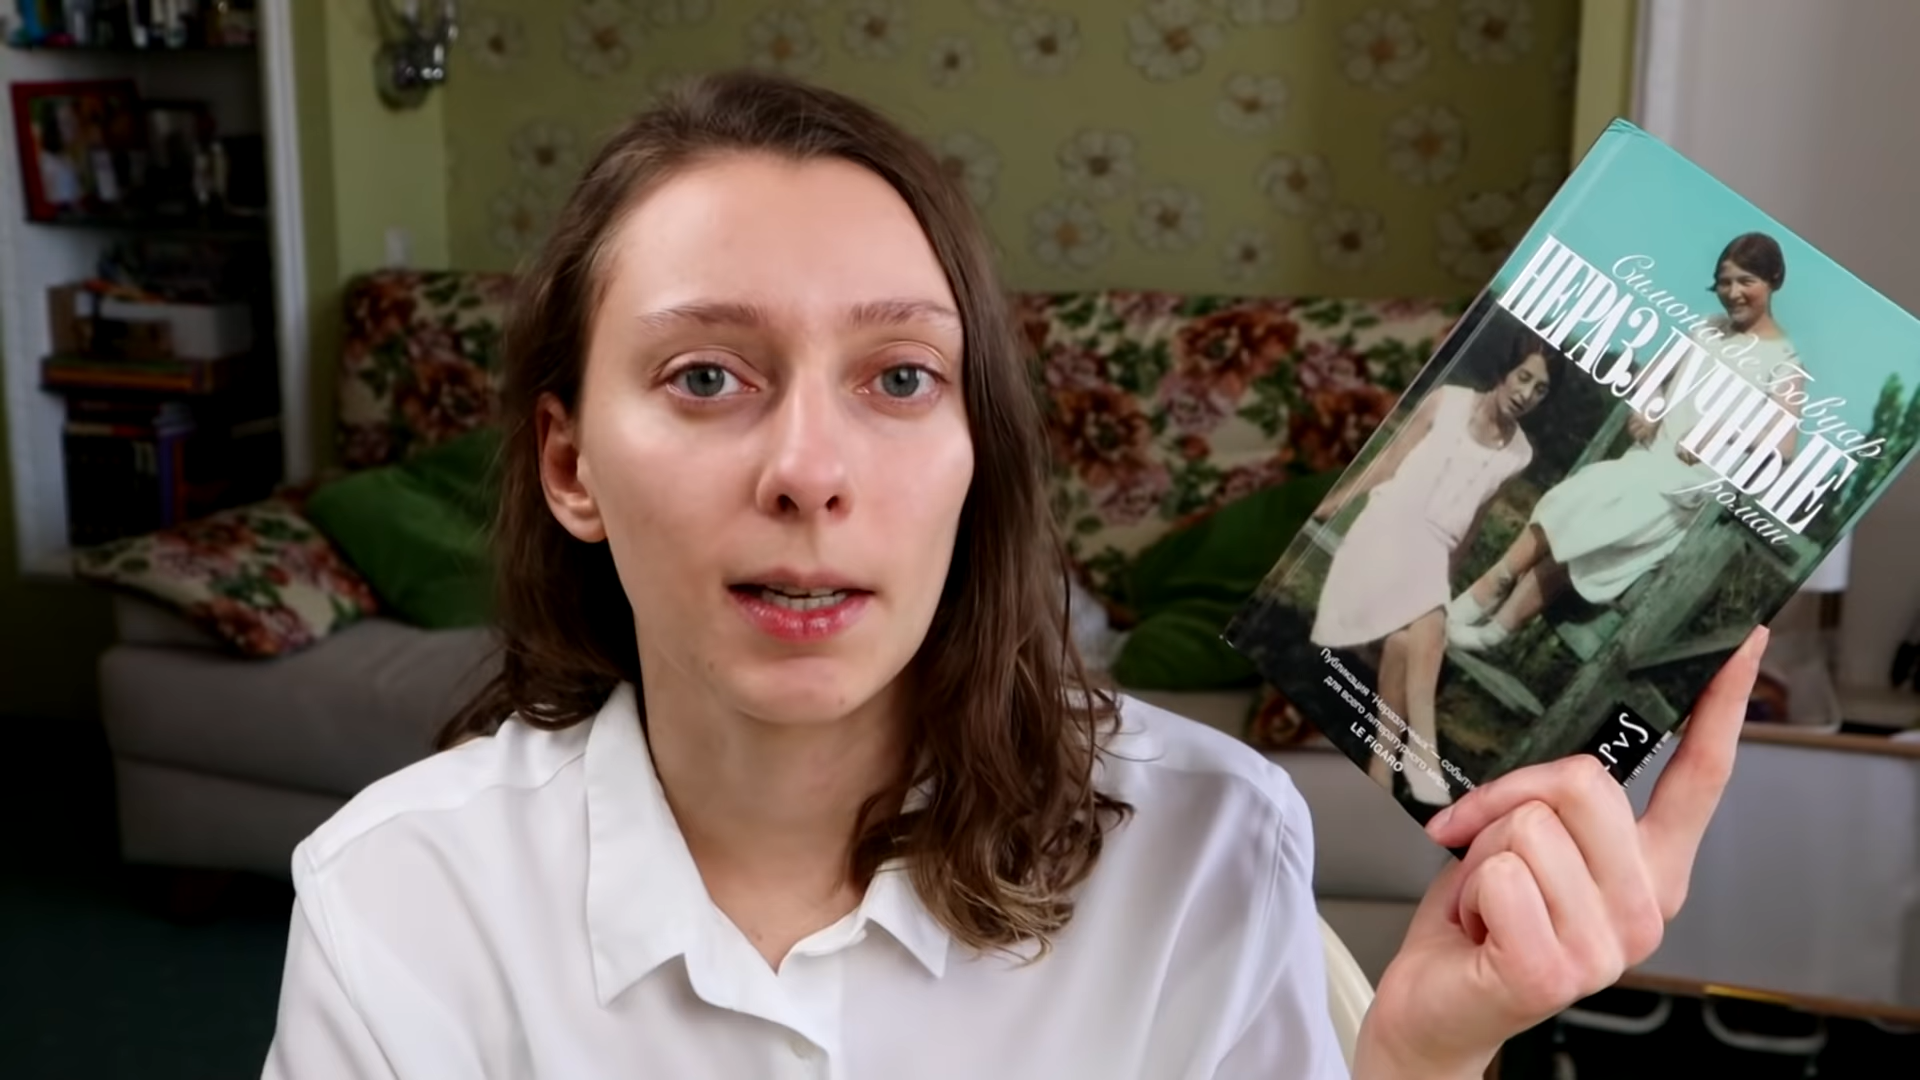 Симона де Бовуар
НЕРАЗЛУЧНЫЕ
роман
Публикация "Неразлучных" — событие
для всего литературного мира.
LE FIGARO